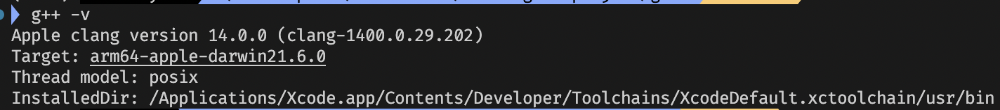 g++ -v
Apple clang version 14.0.0 (clang-1400.0.29.202)
Target: arm64-apple-darwin21.6.0
Thread model: posix
InstalledDir: /Applications/Xcode.app/Contents/Developer/Toolchains/XcodeDefault.xctoolchain/usr/bin